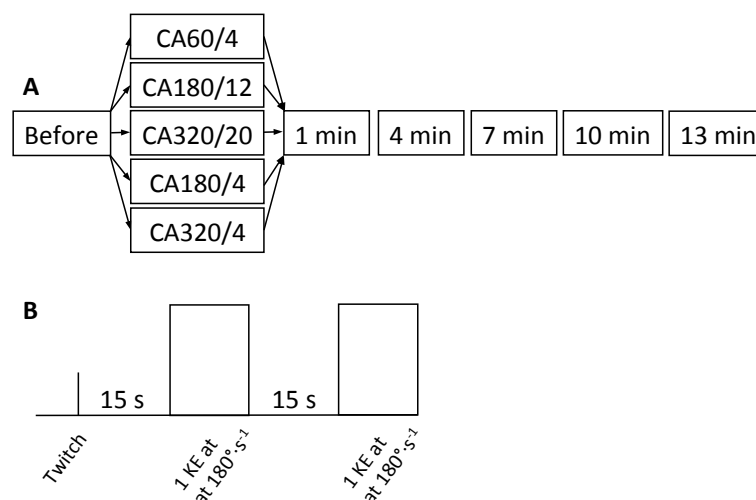 CA60/4
A
CA180/12
Before
CA320/20
1 min
4 min
7 min
10 min
13 min
CA180/4
CA320/4
B
15 s
15 s
Twitch
1 KE at
at 180°·s⁻¹
1 KE at
at 180°·s⁻¹